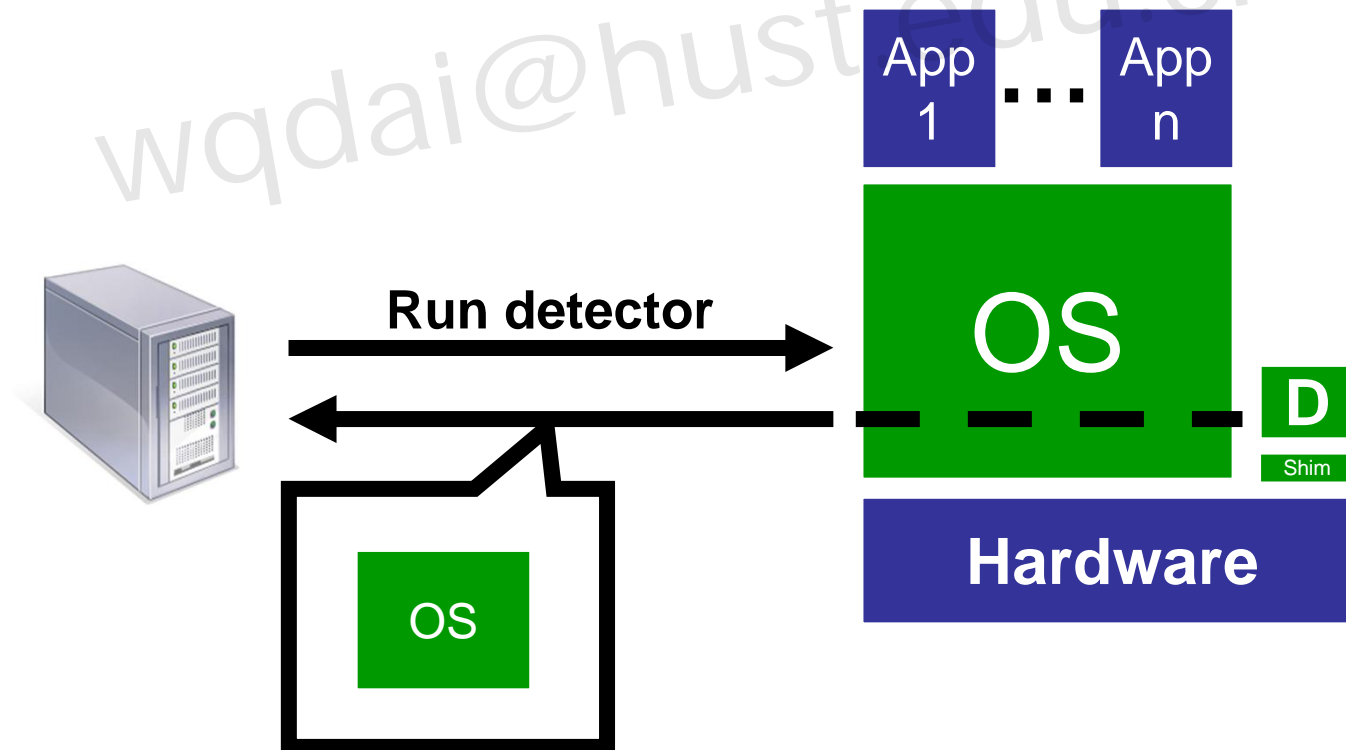 wqdai@hust.edu.c
App
1
App
n
OS
Run detector
D
Shim
Hardware
OS